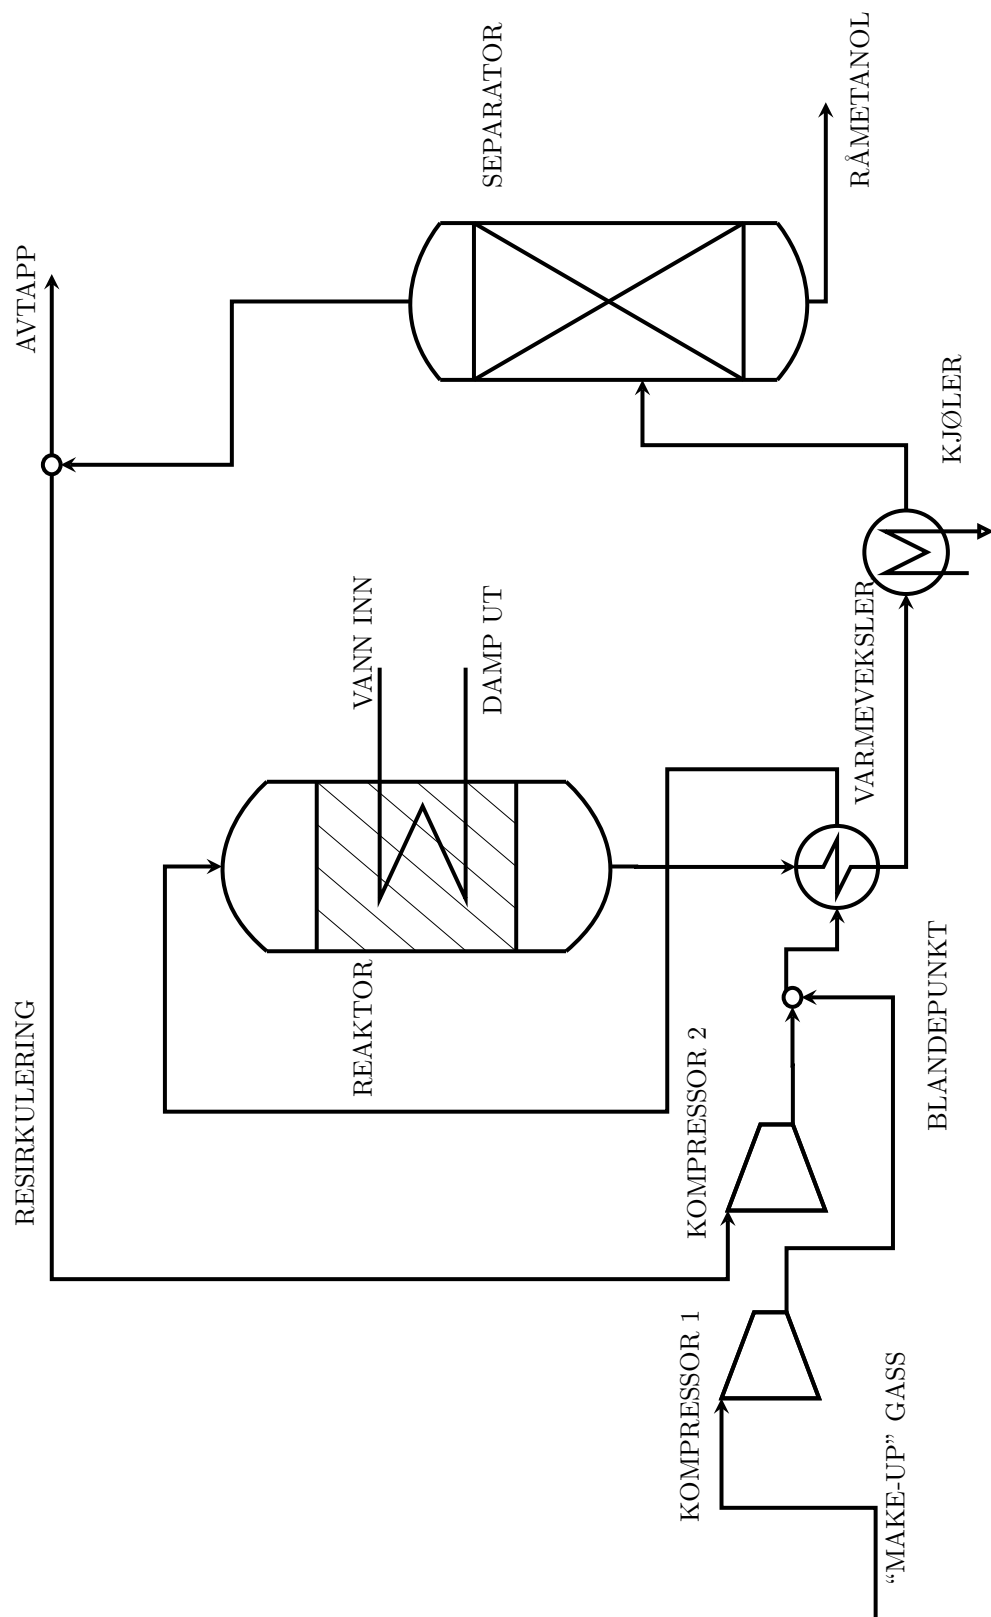 RESIRKULERING
AVTAPP
REAKTOR
VANN INN
DAMP UT
SEPARATOR
KOMPRESSOR 1
KOMPRESSOR 2
VARMEVEKSLER
RÅMETANOL
“MAKE-UP” GASS
BLANDEPUNKT
KJØLER